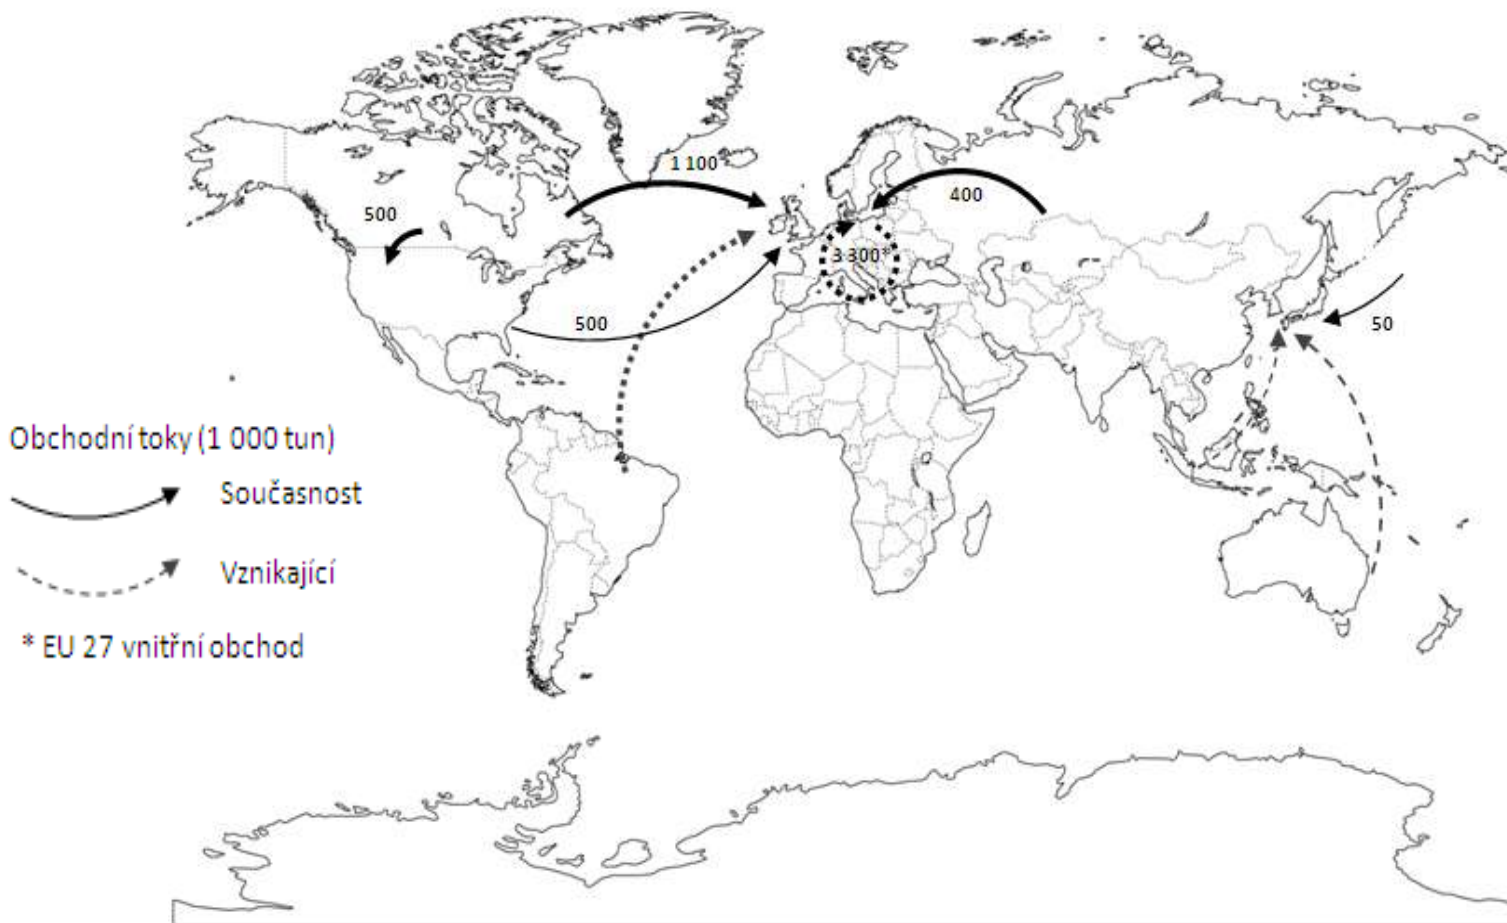 1 100
500
400
3 300*
500
50
Obchodní toky (1 000 tun)
Současnost
Vznikající
* EU 27 vnitřní obchod